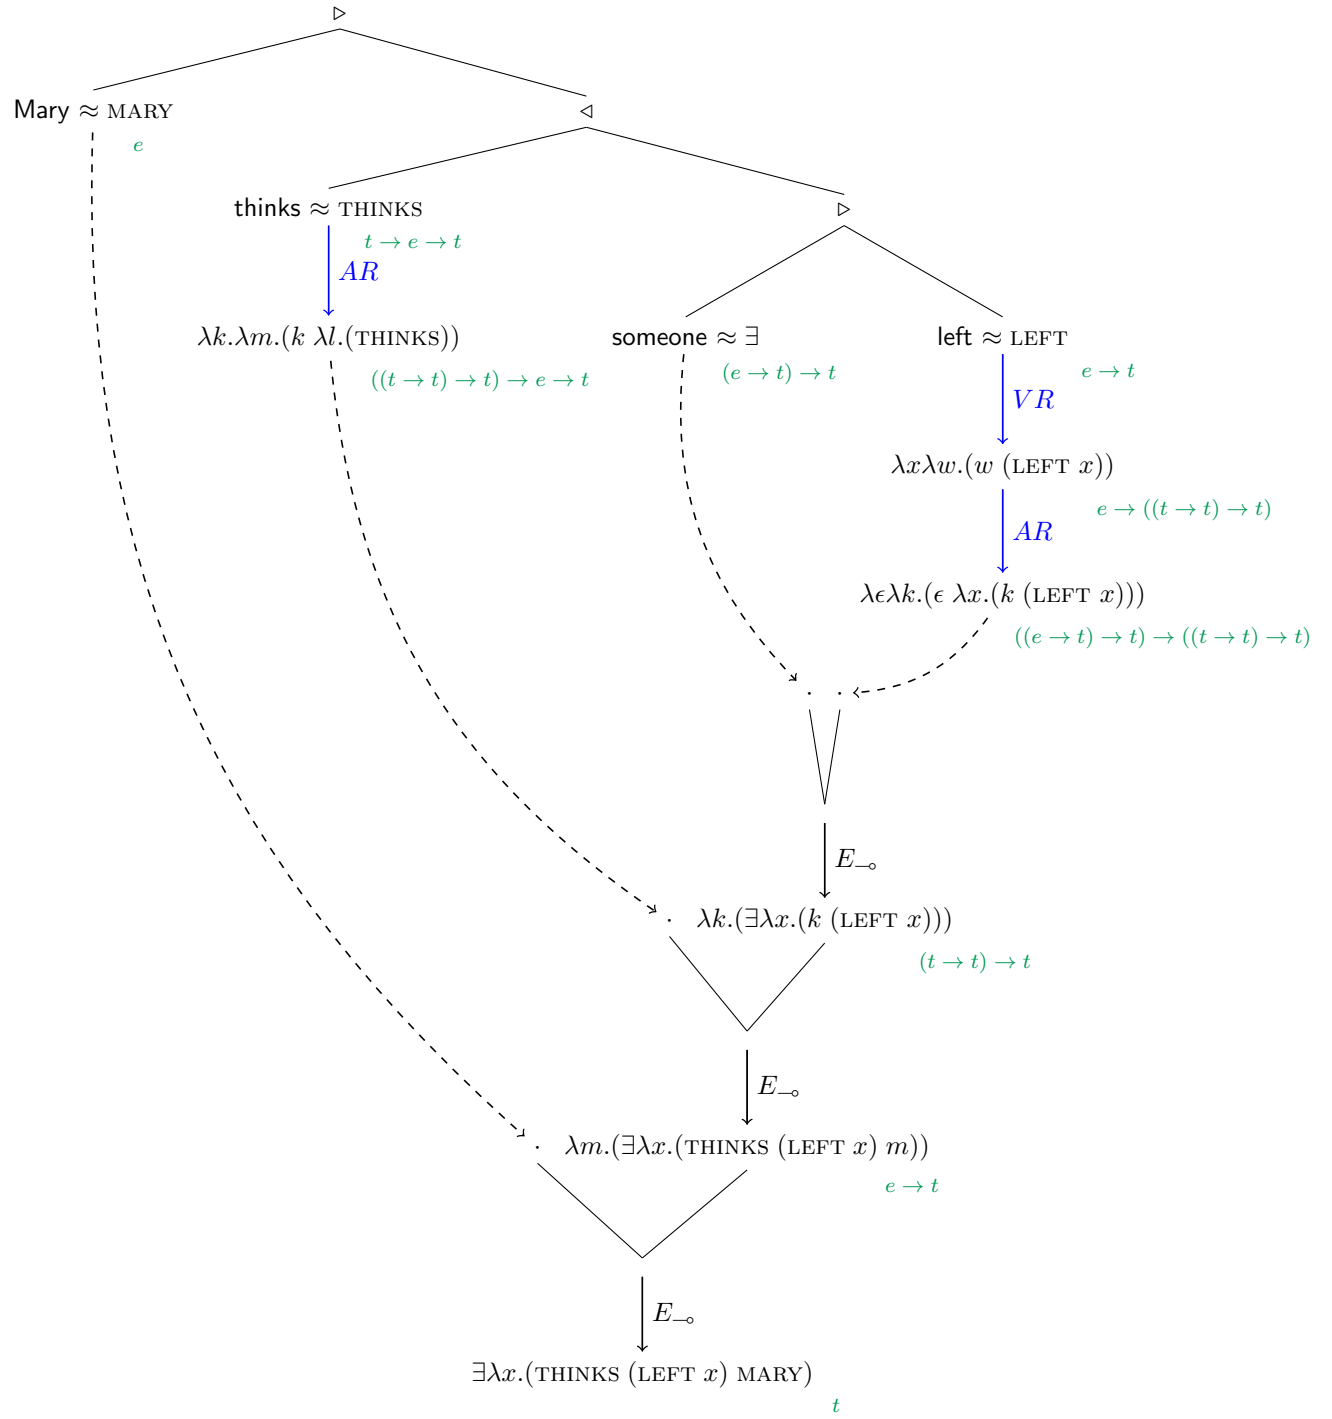 ▷
Mary ≈ MARY
e
◁
thinks ≈ THINKS
t → e → t
▷
AR
λk.λm.(k λl.(THINKS))
((t → t) → t) → e → t
someone ≈ ∃
(e → t) → t
left ≈ LEFT
e → t
VR
λxλw.(w (LEFT x))
e → ((t → t) → t)
AR
λϵλk.(ϵ λx.(k (LEFT x)))
((e → t) → t) → ((t → t) → t)
· ·
E⊸
· λk.(∃λx.(k (LEFT x)))
(t → t) → t
E⊸
· λm.(∃λx.(THINKS (LEFT x) m))
e → t
E⊸
∃λx.(THINKS (LEFT x) MARY)
t